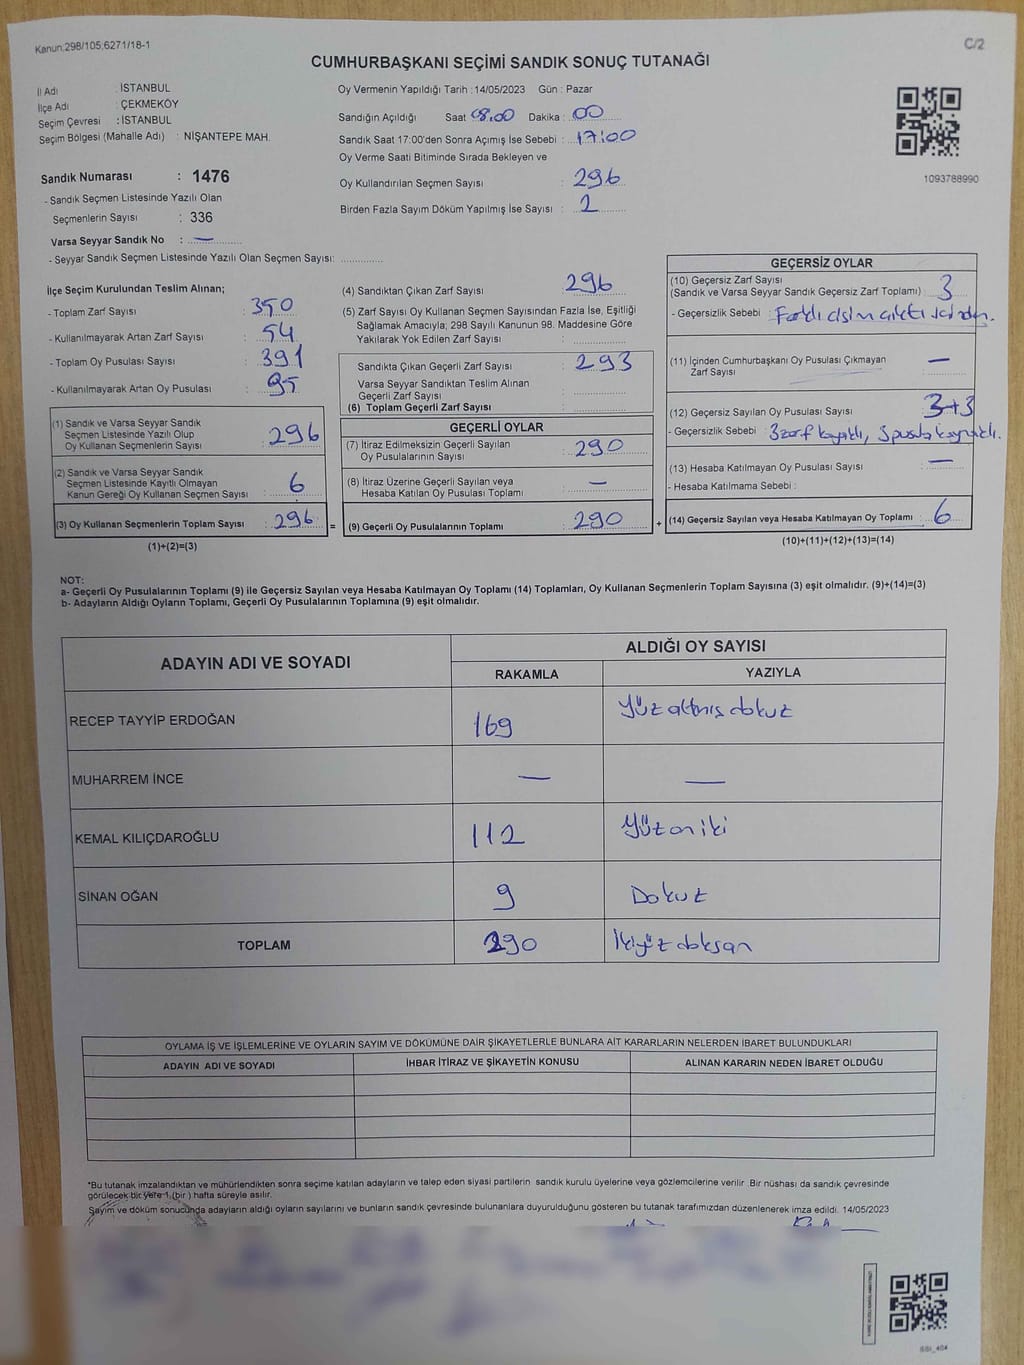 Kanun:298/105;6271/18-1
C/2
CUMHURBAŞKANI SEÇİMİ SANDIK SONUÇ TUTANAĞI
İl Adı : İSTANBUL
İlçe Adı : ÇEKMEKÖY
Seçim Çevresi : İSTANBUL
Seçim Bölgesi (Mahalle Adı) : NİŞANTEPE MAH.
Oy Vermenin Yapıldığı Tarih :14/05/2023 Gün : Pazar
Sandığın Açıldığı Saat 08.00 Dakika : 00
Sandık Saat 17:00'den Sonra Açımış İse Sebebi : 17:00
Oy Verme Saati Bitiminde Sırada Bekleyen ve
Oy Kullandırılan Seçmen Sayısı : 296
Birden Fazla Sayım Döküm Yapılmış İse Sayısı : 2
1093788990
Sandık Numarası : 1476
- Sandık Seçmen Listesinde Yazılı Olan
Seçmenlerin Sayısı : 336
Varsa Seyyar Sandık No : —
- Seyyar Sandık Seçmen Listesinde Yazılı Olan Seçmen Sayısı:
İlçe Seçim Kurulundan Teslim Alınan;
- Toplam Zarf Sayısı : 350
- Kullanılmayarak Artan Zarf Sayısı : 54
- Toplam Oy Pusulası Sayısı : 391
- Kullanılmayarak Artan Oy Pusulası : 95
(1) Sandık ve Varsa Seyyar Sandık
Seçmen Listesinde Yazılı Olup
Oy Kullanan Seçmenlerin Sayısı : 296
(2) Sandık ve Varsa Seyyar Sandık
Seçmen Listesinde Kayıtlı Olmayan
Kanun Gereği Oy Kullanan Seçmen Sayısı : 6
(3) Oy Kullanan Seçmenlerin Toplam Sayısı : 296 =
(1)+(2)=(3)
(4) Sandıktan Çıkan Zarf Sayısı : 296
(5) Zarf Sayısı Oy Kullanan Seçmen Sayısından Fazla İse, Eşitliği
Sağlamak Amacıyla; 298 Sayılı Kanunun 98. Maddesine Göre
Yakılarak Yok Edilen Zarf Sayısı :
Sandıkta Çıkan Geçerli Zarf Sayısı : 293
Varsa Seyyar Sandıktan Teslim Alınan
Geçerli Zarf Sayısı :
(6) Toplam Geçerli Zarf Sayısı :
GEÇERLİ OYLAR
(7) İtiraz Edilmeksizin Geçerli Sayılan
Oy Pusulalarının Sayısı : 290
(8) İtiraz Üzerine Geçerli Sayılan veya
Hesaba Katılan Oy Pusulası Toplamı : —
(9) Geçerli Oy Pusulalarının Toplamı : 290 +
GEÇERSİZ OYLAR
(10) Geçersiz Zarf Sayısı
(Sandık ve Varsa Seyyar Sandık Geçersiz Zarf Toplamı) : 3
- Geçersizlik Sebebi : Farklı cisim çıktı içinden.
(11) İçinden Cumhurbaşkanı Oy Pusulası Çıkmayan
Zarf Sayısı : —
(12) Geçersiz Sayılan Oy Pusulası Sayısı : 3+3
- Geçersizlik Sebebi : 3 zarf kaynaklı, 3 pusula kaynaklı.
(13) Hesaba Katılmayan Oy Pusulası Sayısı : —
- Hesaba Katılmama Sebebi :
(14) Geçersiz Sayılan veya Hesaba Katılmayan Oy Toplamı : 6
(10)+(11)+(12)+(13)=(14)
NOT:
a- Geçerli Oy Pusulalarının Toplamı (9) ile Geçersiz Sayılan veya Hesaba Katılmayan Oy Toplamı (14) Toplamları, Oy Kullanan Seçmenlerin Toplam Sayısına (3) eşit olmalıdır. (9)+(14)=(3)
b- Adayların Aldığı Oyların Toplamı, Geçerli Oy Pusulalarının Toplamına (9) eşit olmalıdır.
ADAYIN ADI VE SOYADI
ALDIĞI OY SAYISI
RAKAMLA YAZIYLA
RECEP TAYYİP ERDOĞAN 169 Yüz altmış dokuz
MUHARREM İNCE — —
KEMAL KILIÇDAROĞLU 112 Yüz on iki
SİNAN OĞAN 9 Dokuz
TOPLAM 290 İkiyüz doksan
OYLAMA İŞ VE İŞLEMLERİNE VE OYLARIN SAYIM VE DÖKÜMÜNE DAİR ŞİKAYETLERLE BUNLARA AİT KARARLARIN NELERDEN İBARET BULUNDUKLARI
ADAYIN ADI VE SOYADI İHBAR İTİRAZ VE ŞİKAYETİN KONUSU ALINAN KARARIN NEDEN İBARET OLDUĞU
*Bu tutanak imzalandıktan ve mühürlendikten sonra seçime katılan adayların ve talep eden siyasi partilerin sandık kurulu üyelerine veya gözlemcilerine verilir .Bir nüshası da sandık çevresinde
görülecek bir yere 1 (bir ) hafta süreyle asılır.
Sayım ve döküm sonucunda adayların aldığı oyların sayılarını ve bunların sandık çevresinde bulunanlara duyurulduğunu gösteren bu tutanak tarafımızdan düzenlenerek imza edildi. 14/05/2023